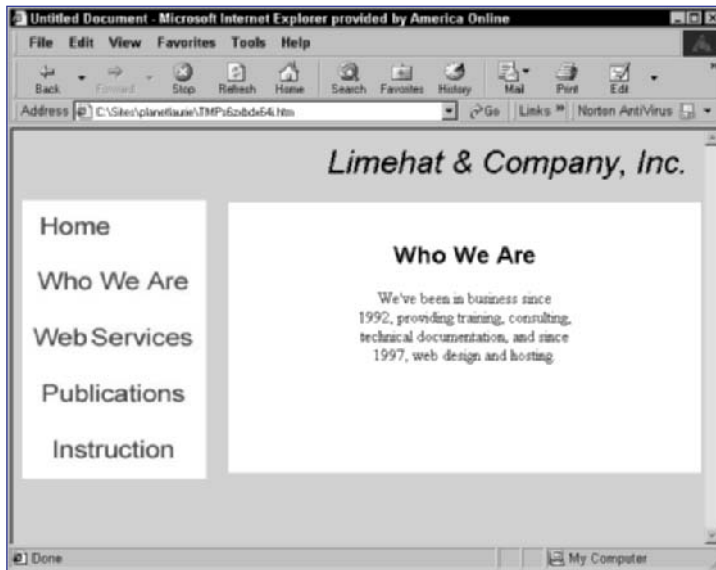 Untitled Document - Microsoft Internet Explorer provided by America Online
File Edit View Favorites Tools Help
Back Forward Stop Refresh Home Search Favorites History Mail Print Edit
Address C:\Sites\planetlaurie\ Go Links Norton AntiVirus
Limehat & Company, Inc.
Home
Who We Are
Web Services
Publications
Instruction
Who We Are
We've been in business since
1992, providing training, consulting,
technical documentation, and since
1997, web design and hosting.
Done My Computer